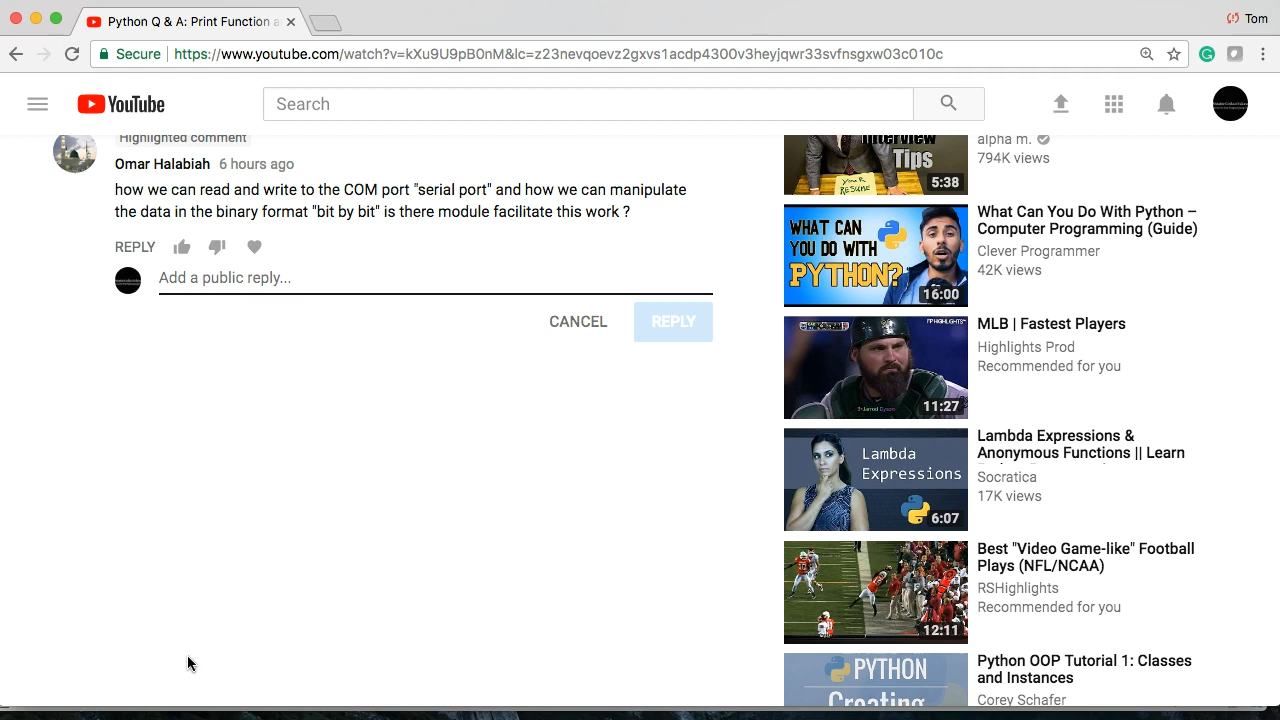 Python Q & A: Print Function a
Tom
Secure
https://www.youtube.com/watch?v=kXu9U9pB0nM&lc=z23nevqoevz2gxvs1acdp4300v3heyjqwr33svfnsgxw03c010c
YouTube
Search
Highlighted comment
Omar Halabiah 6 hours ago
how we can read and write to the COM port "serial port" and how we can manipulate
the data in the binary format "bit by bit" is there module facilitate this work ?
REPLY
Add a public reply...
CANCEL
REPLY
Interview
Tips
YOUR
RESUME
5:38
alpha m.
794K views
WHAT CAN
YOU DO WITH
PYTHON?
16:00
What Can You Do With Python –
Computer Programming (Guide)
Clever Programmer
42K views
HIGHLIGHTS
11:27
MLB | Fastest Players
Highlights Prod
Recommended for you
Lambda
Expressions
6:07
Lambda Expressions &
Anonymous Functions || Learn
Socratica
17K views
12:11
Best "Video Game-like" Football
Plays (NFL/NCAA)
RSHighlights
Recommended for you
PYTHON
Creating
Python OOP Tutorial 1: Classes
and Instances
Corey Schafer